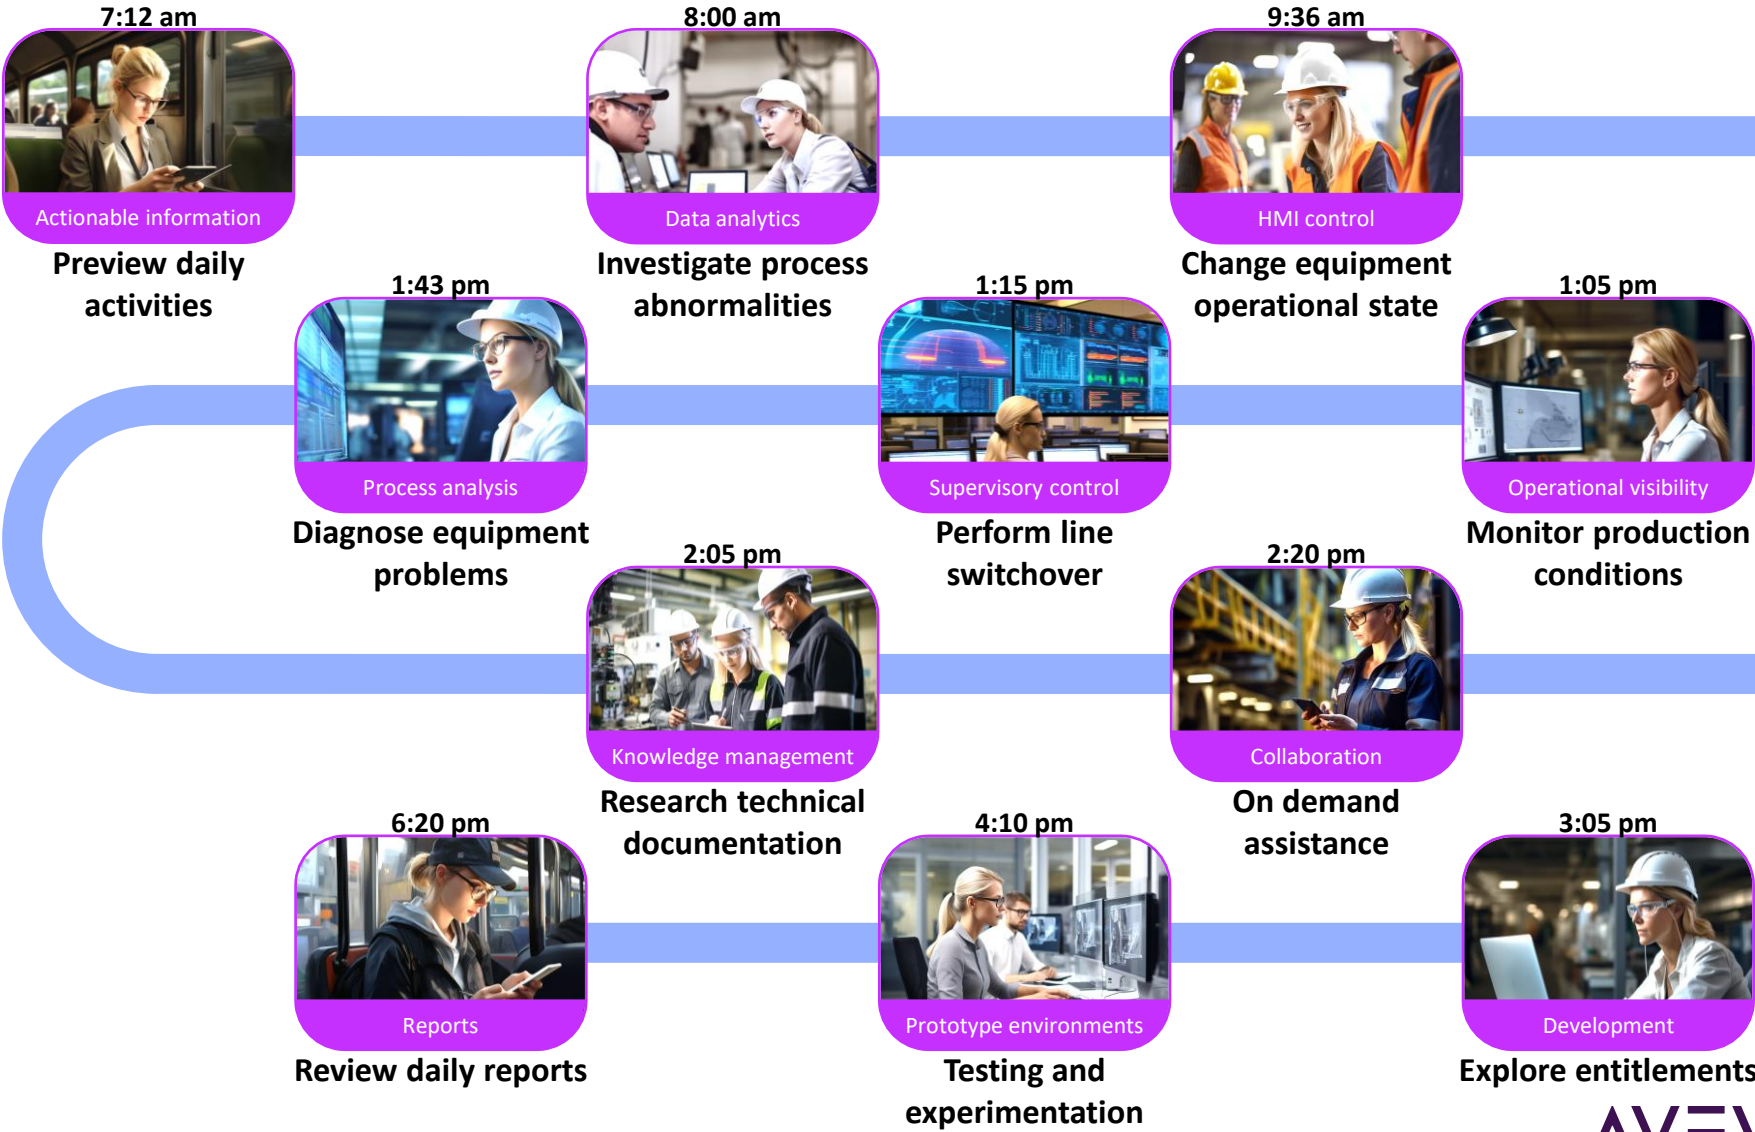 7:12 am
8:00 am
9:36 am
Actionable information
Data analytics
HMI control
Preview daily
activities
Investigate process
abnormalities
Change equipment
operational state
1:43 pm
1:15 pm
1:05 pm
Process analysis
Supervisory control
Operational visibility
Diagnose equipment
problems
Perform line
switchover
Monitor production
conditions
2:05 pm
2:20 pm
Knowledge management
Collaboration
Research technical
documentation
On demand
assistance
6:20 pm
4:10 pm
3:05 pm
Reports
Prototype environments
Development
Review daily reports
Testing and
experimentation
Explore entitlements